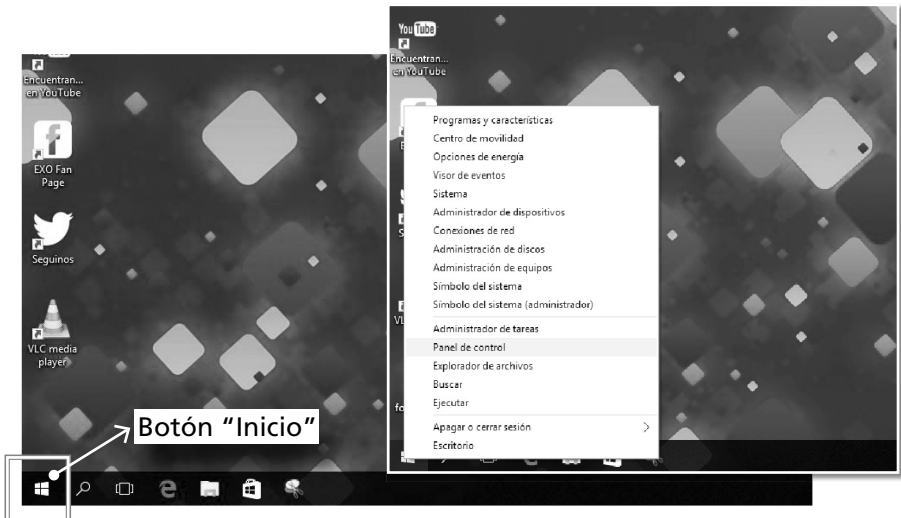 Encuentran...
en YouTube
EXO Fan
Page
Seguinos
VLC media
player
Botón “Inicio”
You Tube
Encuentran...
en YouTube
Programas y características
Centro de movilidad
Opciones de energía
Visor de eventos
Sistema
Administrador de dispositivos
Conexiones de red
Administración de discos
Administración de equipos
Símbolo del sistema
Símbolo del sistema (administrador)
Administrador de tareas
Panel de control
Explorador de archivos
Buscar
Ejecutar
Apagar o cerrar sesión
Escritorio